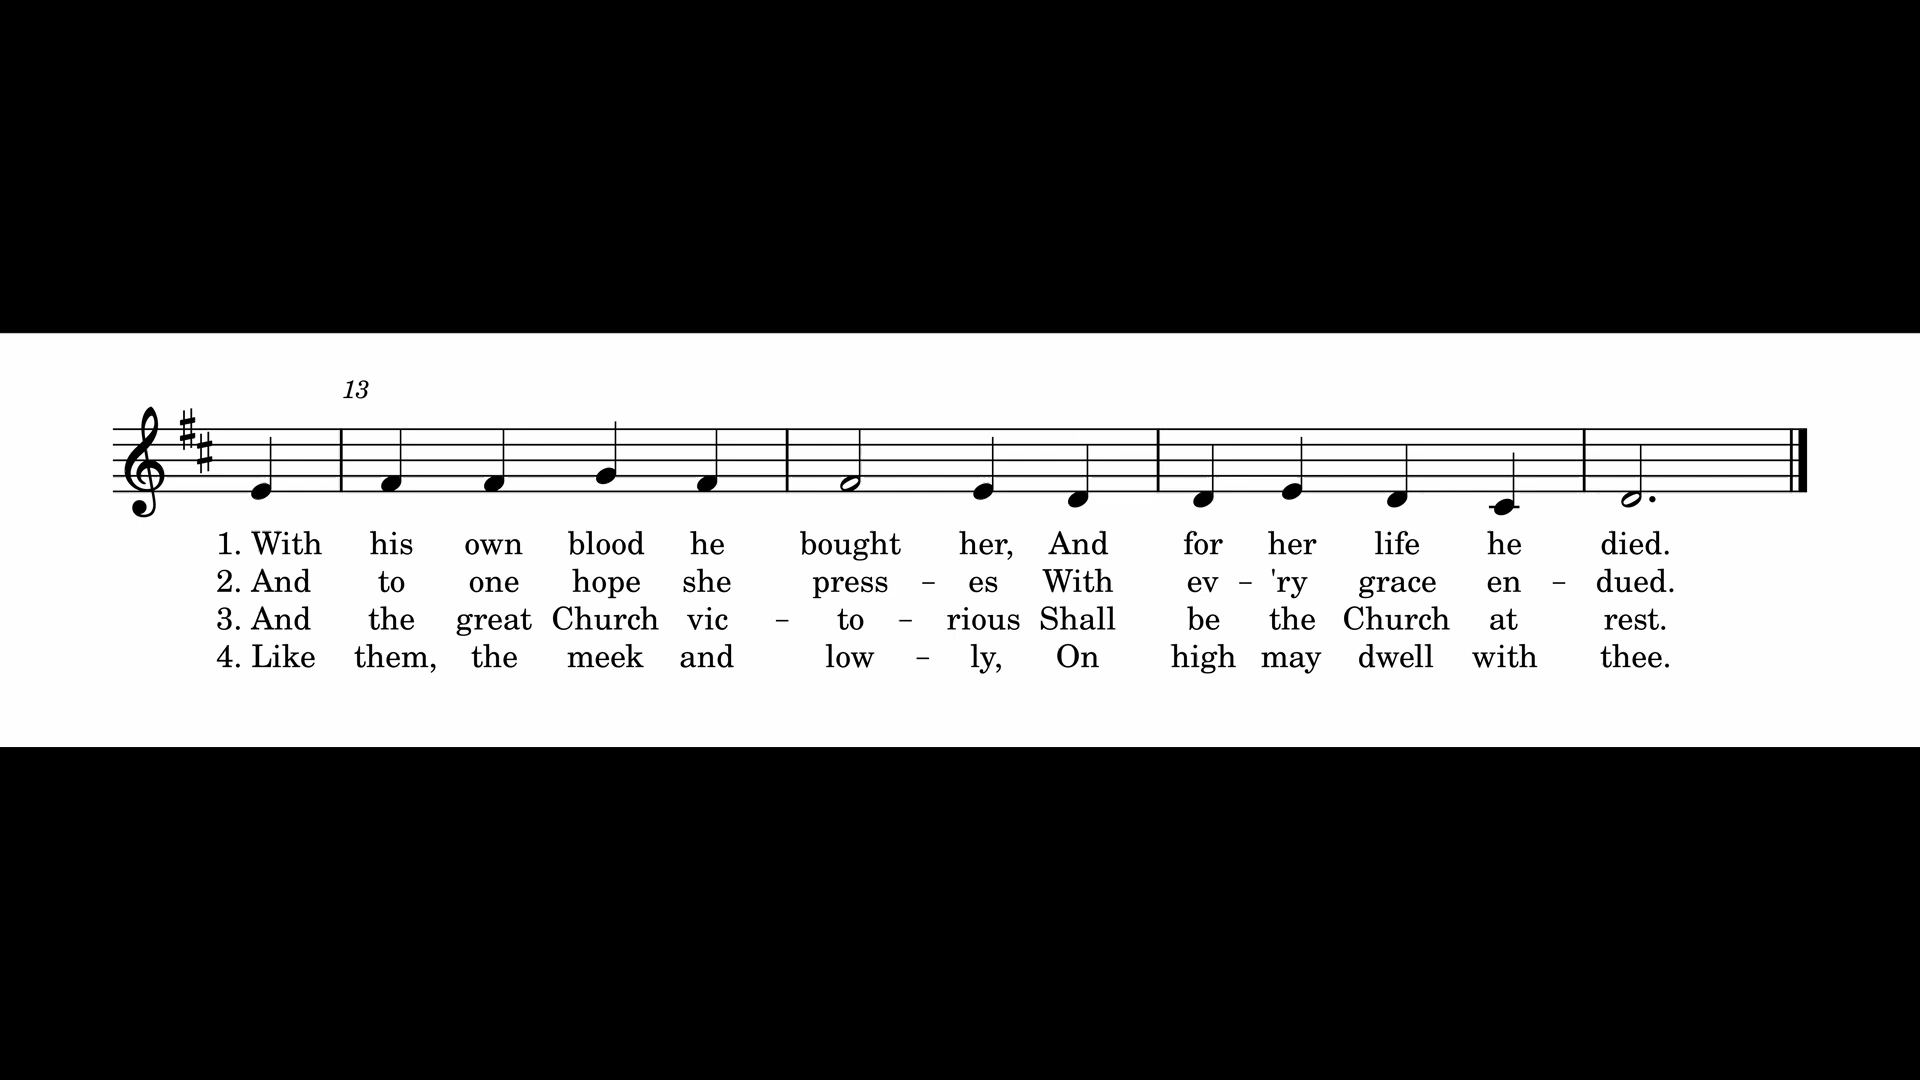 13
1. With his own blood he bought her, And for her life he died.
2. And to one hope she press - es With ev - 'ry grace en - dued.
3. And the great Church vic - to - rious Shall be the Church at rest.
4. Like them, the meek and low - ly, On high may dwell with thee.